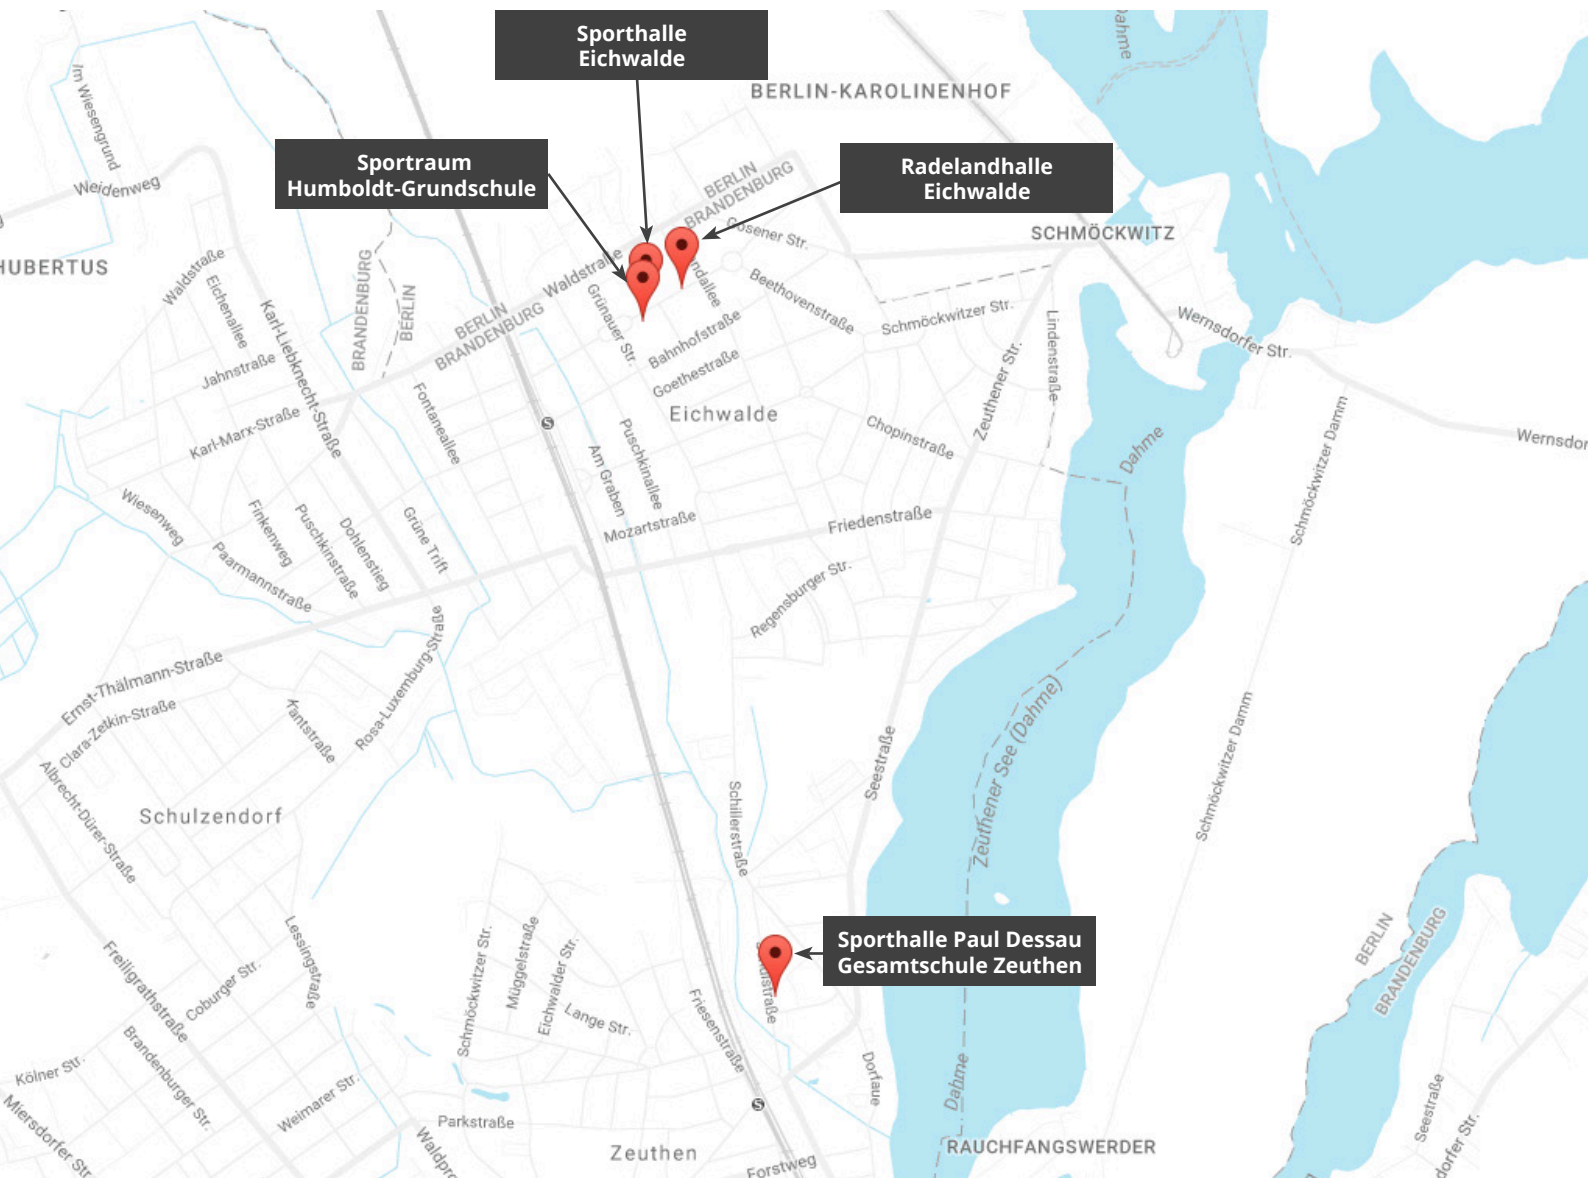 Sporthalle
Eichwalde
Dahme
BERLIN-KAROLINENHOF
Im Wiesengrund
Weidenweg
Sportraum
Humboldt-Grundschule
Radelandhalle
Eichwalde
BERLIN
BRANDENBURG
Gosener Str.
SCHMÖCKWITZ
HUBERTUS
Waldstraße
Eichenallee
Karl-Liebknecht-Straße
BRANDENBURG
BERLIN
Waldstraße
Grünauer Str.
ndallee
Beethovenstraße
Schmöckwitzer Str.
Lindenstraße
Wernsdorfer Str.
BERLIN
BRANDENBURG
Bahnhofstraße
Goethestraße
Zeuthener Str.
Jahnstraße
Karl-Marx-Straße
Fontaneallee
Eichwalde
Chopinstraße
Schmöckwitzer Damm
Wernsdor
S
Puschkinallee
Am Graben
Dahme
Wiesenweg
Finkenweg
Puschkinstraße
Dohlenstieg
Grüne Trift
Paarmannstraße
Mozartstraße
Friedenstraße
Regensburger Str.
Ernst-Thälmann-Straße
Clara-Zetkin-Straße
Kantstraße
Rosa-Luxemburg-Straße
Albrecht-Dürer-Straße
Schulzendorf
Seestraße
Zeuthener See (Dahme)
Schmöckwitzer Damm
Schillerstraße
Sporthalle Paul Dessau
Gesamtschule Zeuthen
BERLIN
BRANDENBURG
Lessingstraße
Freiligrathstraße
Coburger Str.
Schmöckwitzer Str.
Müggelstraße
Eichwalder Str.
Lange Str.
Friesenstraße
Kölner Str.
Brandenburger Str.
Weimarer Str.
Miersdorfer Str
Parkstraße
Waldpro
Zeuthen
S
Dorfaue
Dahme
Forstweg
RAUCHFANGSWERDER
Seestraße
dorfer Str.